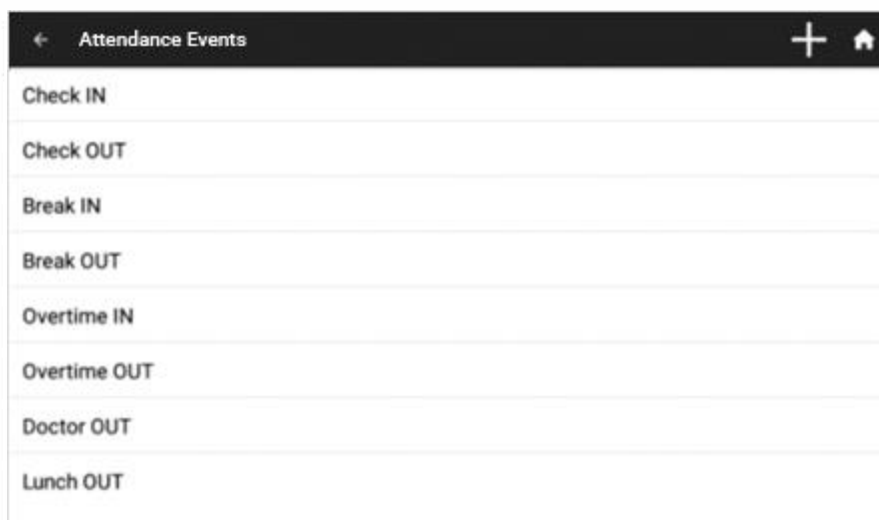 Attendance Events
Check IN
Check OUT
Break IN
Break OUT
Overtime IN
Overtime OUT
Doctor OUT
Lunch OUT